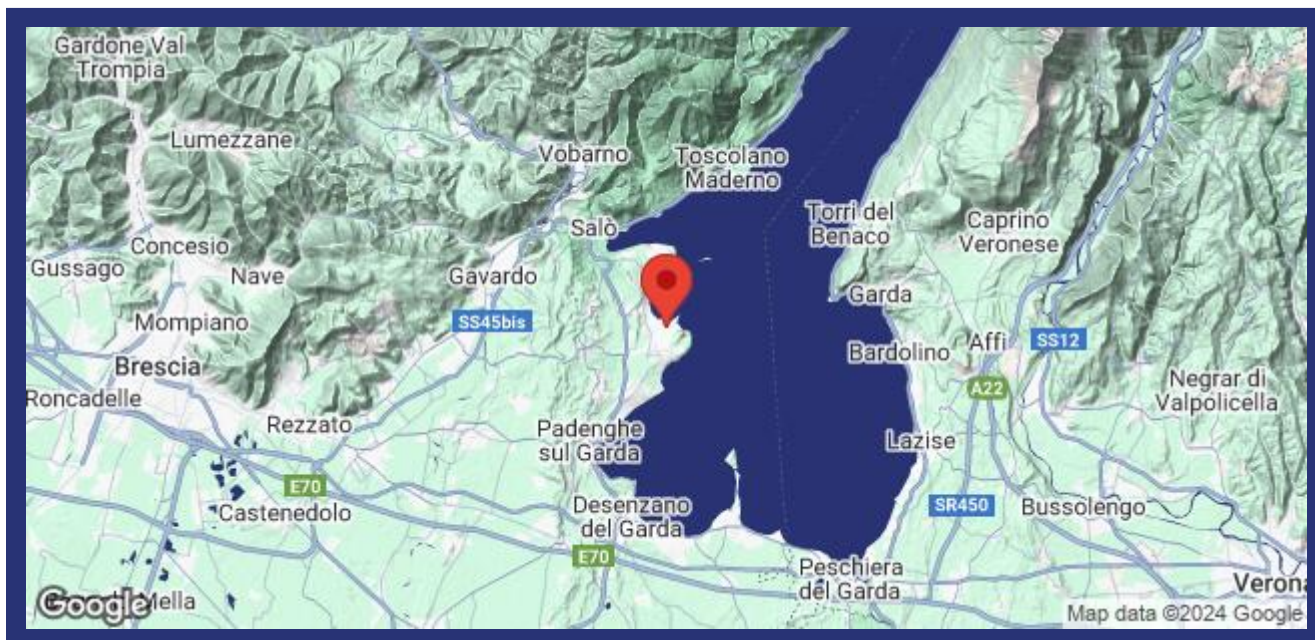 Gardone Val
Trompia
Lumezzane
Vobarno
Toscolano
Maderno
Torri del
Benaco
Caprino
Veronese
Salò
Concesio
Gussago
Nave
Gavardo
Garda
Mompiano
SS45bis
SS12
Bardolino
Affi
Brescia
A22
Negrar di
Valpolicella
Roncadelle
Rezzato
Padenghe
sul Garda
Lazise
E70
Castenedolo
Desenzano
del Garda
SR450
Bussolengo
E70
Peschiera
del Garda
Verona
Google
Mella
Map data ©2024 Google